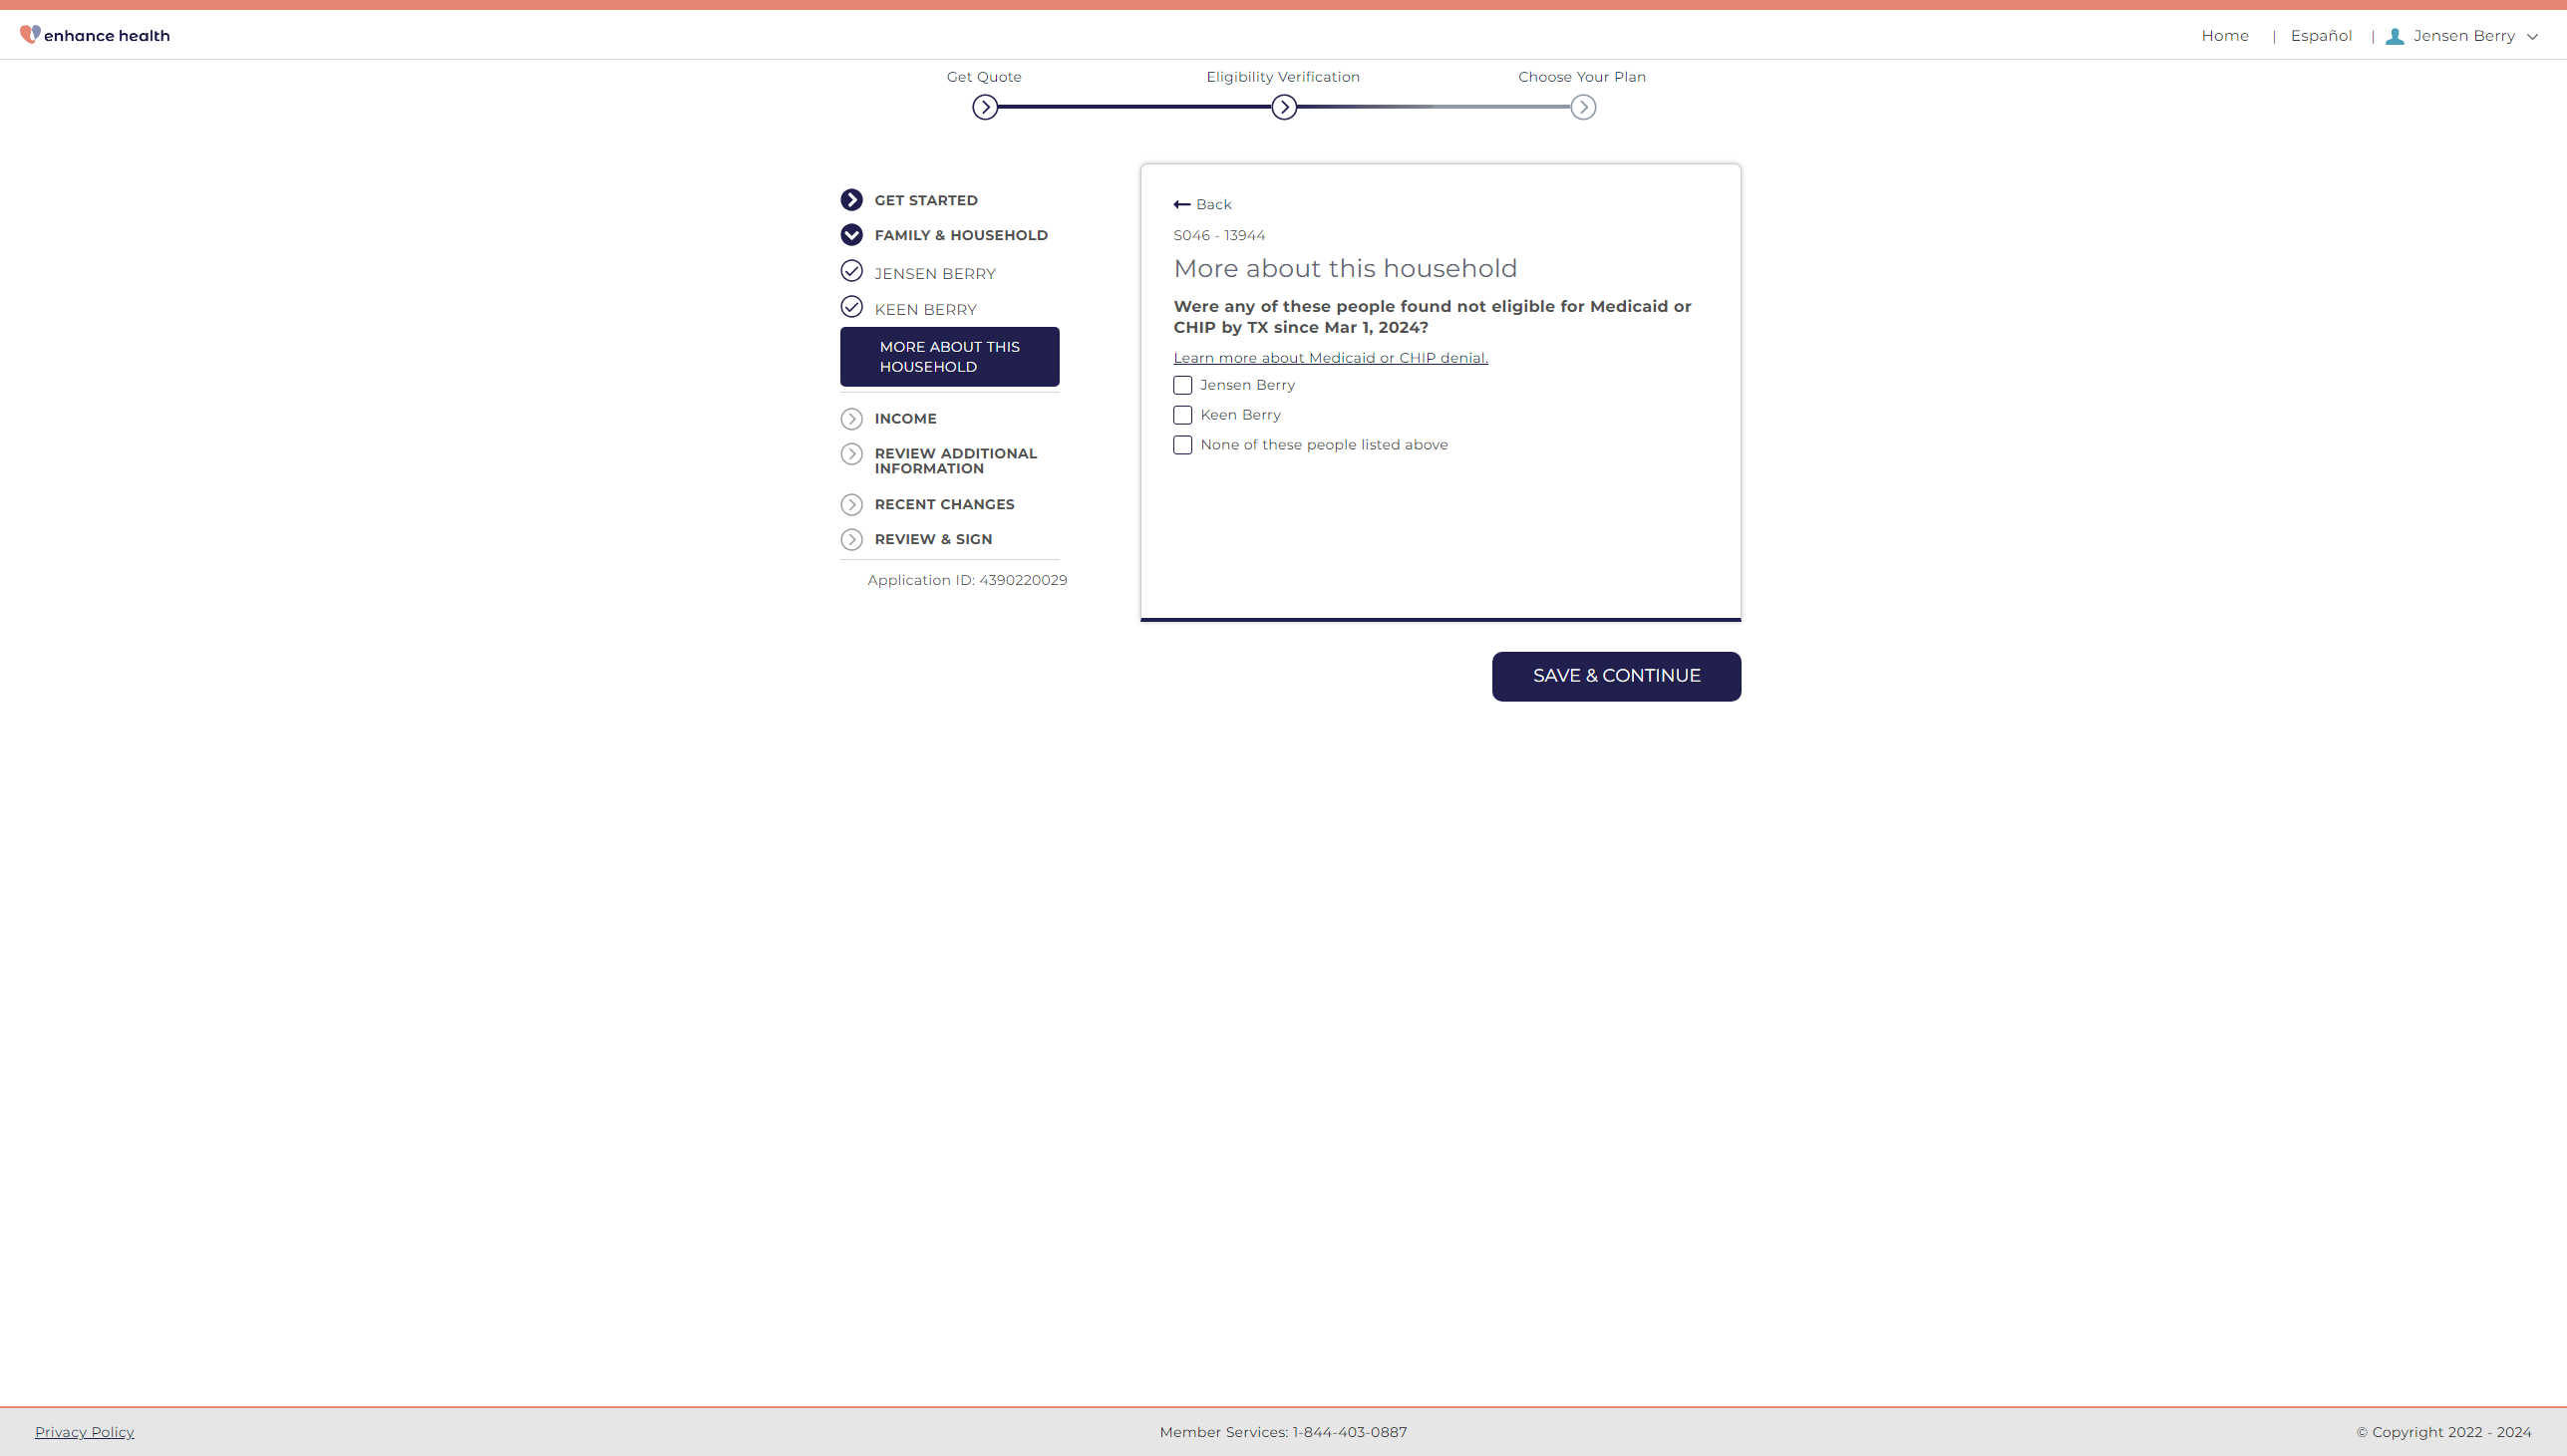 enhance health
Home | Español | Jensen Berry
Get Quote
Eligibility Verification
Choose Your Plan
GET STARTED
FAMILY & HOUSEHOLD
JENSEN BERRY
KEEN BERRY
MORE ABOUT THIS
HOUSEHOLD
INCOME
REVIEW ADDITIONAL
INFORMATION
RECENT CHANGES
REVIEW & SIGN
Application ID: 4390220029
Back
S046 - 13944
More about this household
Were any of these people found not eligible for Medicaid or
CHIP by TX since Mar 1, 2024?
Learn more about Medicaid or CHIP denial.
Jensen Berry
Keen Berry
None of these people listed above
SAVE & CONTINUE
Privacy Policy
Member Services: 1-844-403-0887
© Copyright 2022 - 2024